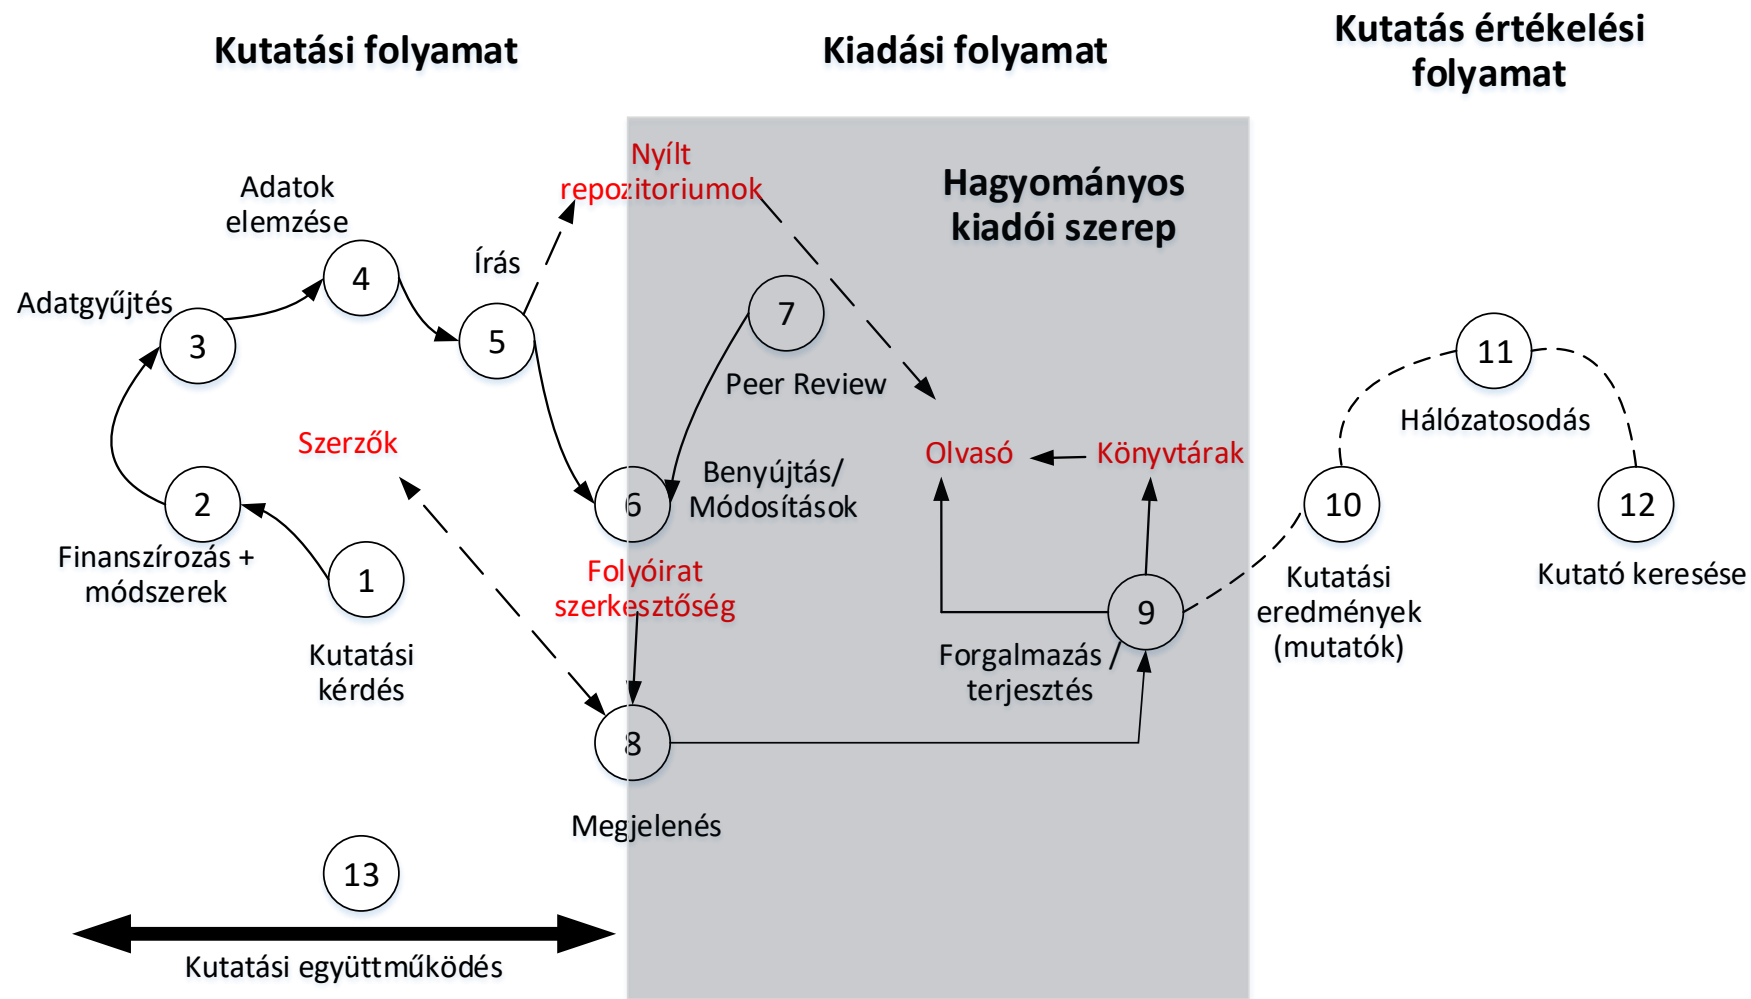 Kutatási folyamat
Kiadási folyamat
Kutatás értékelési
folyamat
Nyílt
repozitoriumok
Hagyományos
kiadói szerep
Adatok
elemzése
4
Írás
5
Adatgyűjtés
3
7
Peer Review
11
Hálózatosodás
Szerzők
Olvasó
Könyvtárak
2
Finanszírozás +
módszerek
6
Benyújtás/
Módosítások
10
Kutatási
eredmények
(mutatók)
12
Kutató keresése
1
Kutatási
kérdés
Folyóirat
szerkesztőség
9
Forgalmazás /
terjesztés
8
Megjelenés
13
Kutatási együttműködés